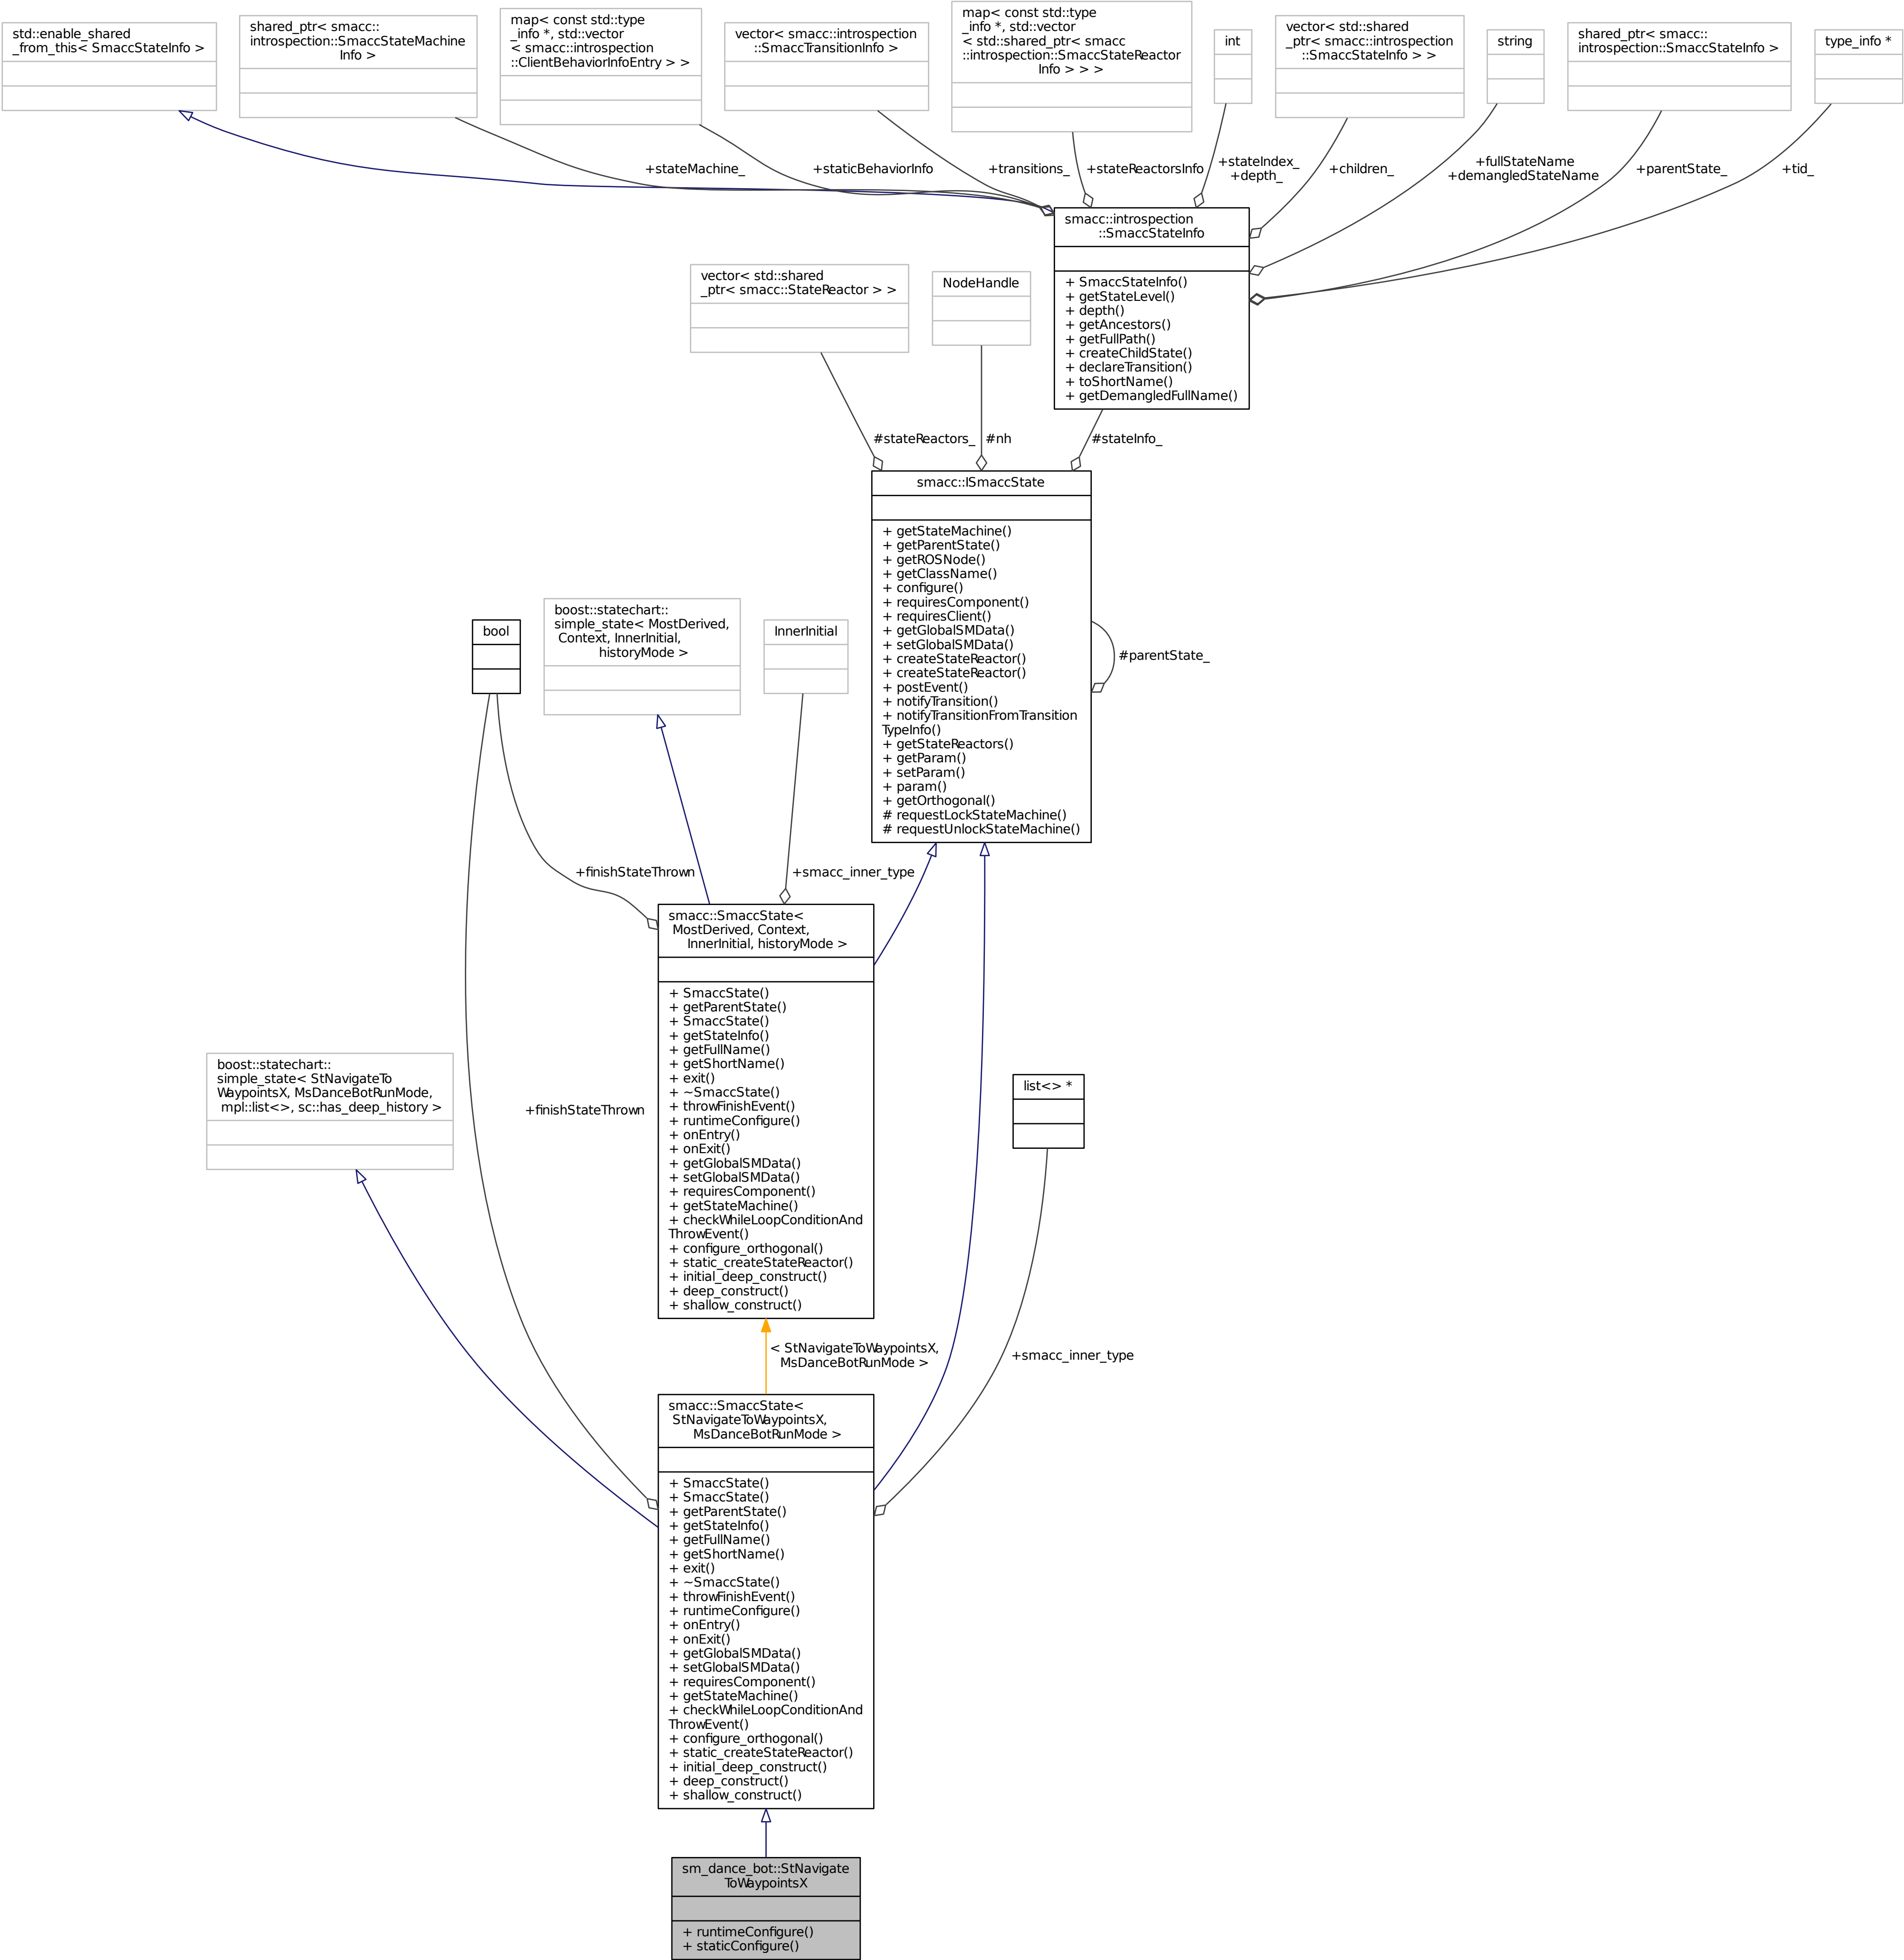 std::enable_shared
_from_this< SmaccStateInfo >
shared_ptr< smacc::
introspection::SmaccStateMachine
Info >
map< const std::type
_info *, std::vector
< smacc::introspection
::ClientBehaviorInfoEntry > >
vector< smacc::introspection
::SmaccTransitionInfo >
map< const std::type
_info *, std::vector
< std::shared_ptr< smacc
::introspection::SmaccStateReactor
Info > > >
int
vector< std::shared
_ptr< smacc::introspection
::SmaccStateInfo > >
string
shared_ptr< smacc::
introspection::SmaccStateInfo >
type_info *
+stateMachine_
+staticBehaviorInfo
+transitions_
+stateReactorsInfo
+stateIndex_
+depth_
+children_
+fullStateName
+demangledStateName
+parentState_
+tid_
smacc::introspection
::SmaccStateInfo
+ SmaccStateInfo()
+ getStateLevel()
+ depth()
+ getAncestors()
+ getFullPath()
+ createChildState()
+ declareTransition()
+ toShortName()
+ getDemangledFullName()
vector< std::shared
_ptr< smacc::StateReactor > >
NodeHandle
#stateReactors_
#nh
#stateInfo_
smacc::ISmaccState
+ getStateMachine()
+ getParentState()
+ getROSNode()
+ getClassName()
+ configure()
+ requiresComponent()
+ requiresClient()
+ getGlobalSMData()
+ setGlobalSMData()
+ createStateReactor()
+ createStateReactor()
+ postEvent()
+ notifyTransition()
+ notifyTransitionFromTransition
TypeInfo()
+ getStateReactors()
+ getParam()
+ setParam()
+ param()
+ getOrthogonal()
# requestLockStateMachine()
# requestUnlockStateMachine()
#parentState_
bool
boost::statechart::
simple_state< MostDerived,
Context, InnerInitial,
historyMode >
InnerInitial
+finishStateThrown
+smacc_inner_type
smacc::SmaccState<
MostDerived, Context,
InnerInitial, historyMode >
+ SmaccState()
+ getParentState()
+ SmaccState()
+ getStateInfo()
+ getFullName()
+ getShortName()
+ exit()
+ ~SmaccState()
+ throwFinishEvent()
+ runtimeConfigure()
+ onEntry()
+ onExit()
+ getGlobalSMData()
+ setGlobalSMData()
+ requiresComponent()
+ getStateMachine()
+ checkWhileLoopConditionAnd
ThrowEvent()
+ configure_orthogonal()
+ static_createStateReactor()
+ initial_deep_construct()
+ deep_construct()
+ shallow_construct()
boost::statechart::
simple_state< StNavigateTo
WaypointsX, MsDanceBotRunMode,
mpl::list<>, sc::has_deep_history >
+finishStateThrown
list<> *
+smacc_inner_type
< StNavigateToWaypointsX,
MsDanceBotRunMode >
smacc::SmaccState<
StNavigateToWaypointsX,
MsDanceBotRunMode >
+ SmaccState()
+ SmaccState()
+ getParentState()
+ getStateInfo()
+ getFullName()
+ getShortName()
+ exit()
+ ~SmaccState()
+ throwFinishEvent()
+ runtimeConfigure()
+ onEntry()
+ onExit()
+ getGlobalSMData()
+ setGlobalSMData()
+ requiresComponent()
+ getStateMachine()
+ checkWhileLoopConditionAnd
ThrowEvent()
+ configure_orthogonal()
+ static_createStateReactor()
+ initial_deep_construct()
+ deep_construct()
+ shallow_construct()
sm_dance_bot::StNavigate
ToWaypointsX
+ runtimeConfigure()
+ staticConfigure()